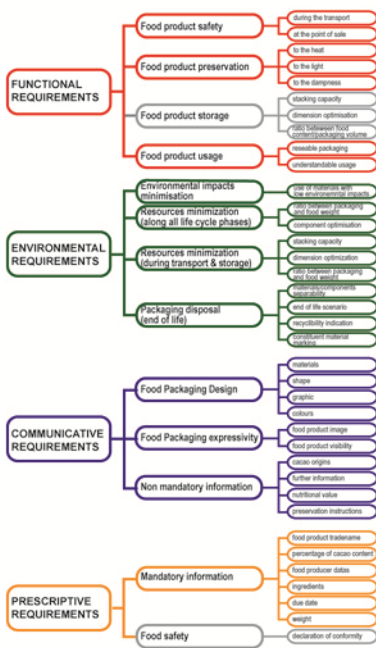 Food product safety
during the transport
at the point of sale
FUNCTIONAL
REQUIREMENTS
Food product preservation
to the heat
to the light
to the dampness
Food product storage
stacking capacity
dimension optimisation
ratio beteween food
content/packaging volume
Food product usage
reseable packaging
understandable usage
ENVIRONMENTAL
REQUIREMENTS
Environmental impacts
minimisation
use of materials with
low environemntal impacts
Resources minimization
(along all life cycle phases)
ratio between packaging
and food weight
component optimisation
Resources minimization
(during transport & storage)
stacking capacity
dimension optimization
ratio between packaging
and food weight
Packaging disposal
(end of life)
materials/components
separability
end of life scenario
recyclibility indication
constituent material
marking
COMMUNICATIVE
REQUIREMENTS
Food Packaging Design
materials
shape
graphic
colours
Food Packaging expressivity
food product image
food product visibility
Non mandatory information
cacao origins
further information
nutritional value
preservation instructions
PRESCRIPTIVE
REQUIREMENTS
Mandatory information
food product tradename
percentage of cacao content
food producer datas
ingredients
due date
weight
Food safety
declaration of conformity